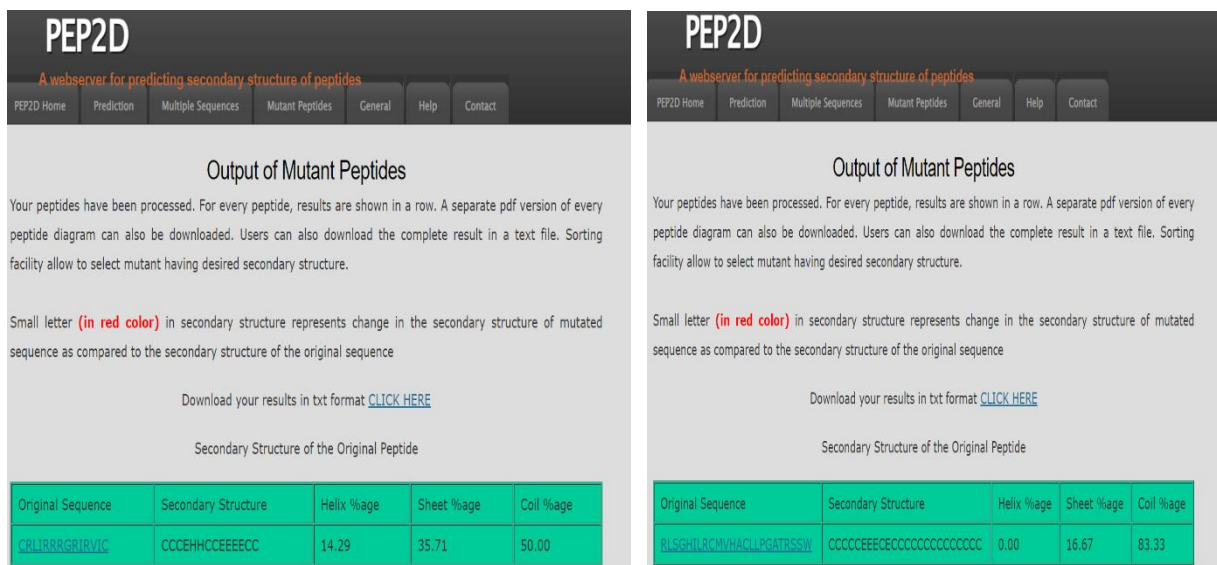 PEP2D
A webserver for predicting secondary structure of peptides
PEP2D Home Prediction Multiple Sequences Mutant Peptides General Help Contact
Output of Mutant Peptides
Your peptides have been processed. For every peptide, results are shown in a row. A separate pdf version of every
peptide diagram can also be downloaded. Users can also download the complete result in a text file. Sorting
facility allow to select mutant having desired secondary structure.
Small letter (in red color) in secondary structure represents change in the secondary structure of mutated
sequence as compared to the secondary structure of the original sequence
Download your results in txt format CLICK HERE
Secondary Structure of the Original Peptide
Original Sequence Secondary Structure Helix %age Sheet %age Coil %age
CRLIRRRGRIRVIC CCCEHHCCEEEECC 14.29 35.71 50.00
PEP2D
A webserver for predicting secondary structure of peptides
PEP2D Home Prediction Multiple Sequences Mutant Peptides General Help Contact
Output of Mutant Peptides
Your peptides have been processed. For every peptide, results are shown in a row. A separate pdf version of every
peptide diagram can also be downloaded. Users can also download the complete result in a text file. Sorting
facility allow to select mutant having desired secondary structure.
Small letter (in red color) in secondary structure represents change in the secondary structure of mutated
sequence as compared to the secondary structure of the original sequence
Download your results in txt format CLICK HERE
Secondary Structure of the Original Peptide
Original Sequence Secondary Structure Helix %age Sheet %age Coil %age
RLSGHILRCMVHACLLPGATRSSW CCCCCEEECECCCCCCCCCCCCCC 0.00 16.67 83.33